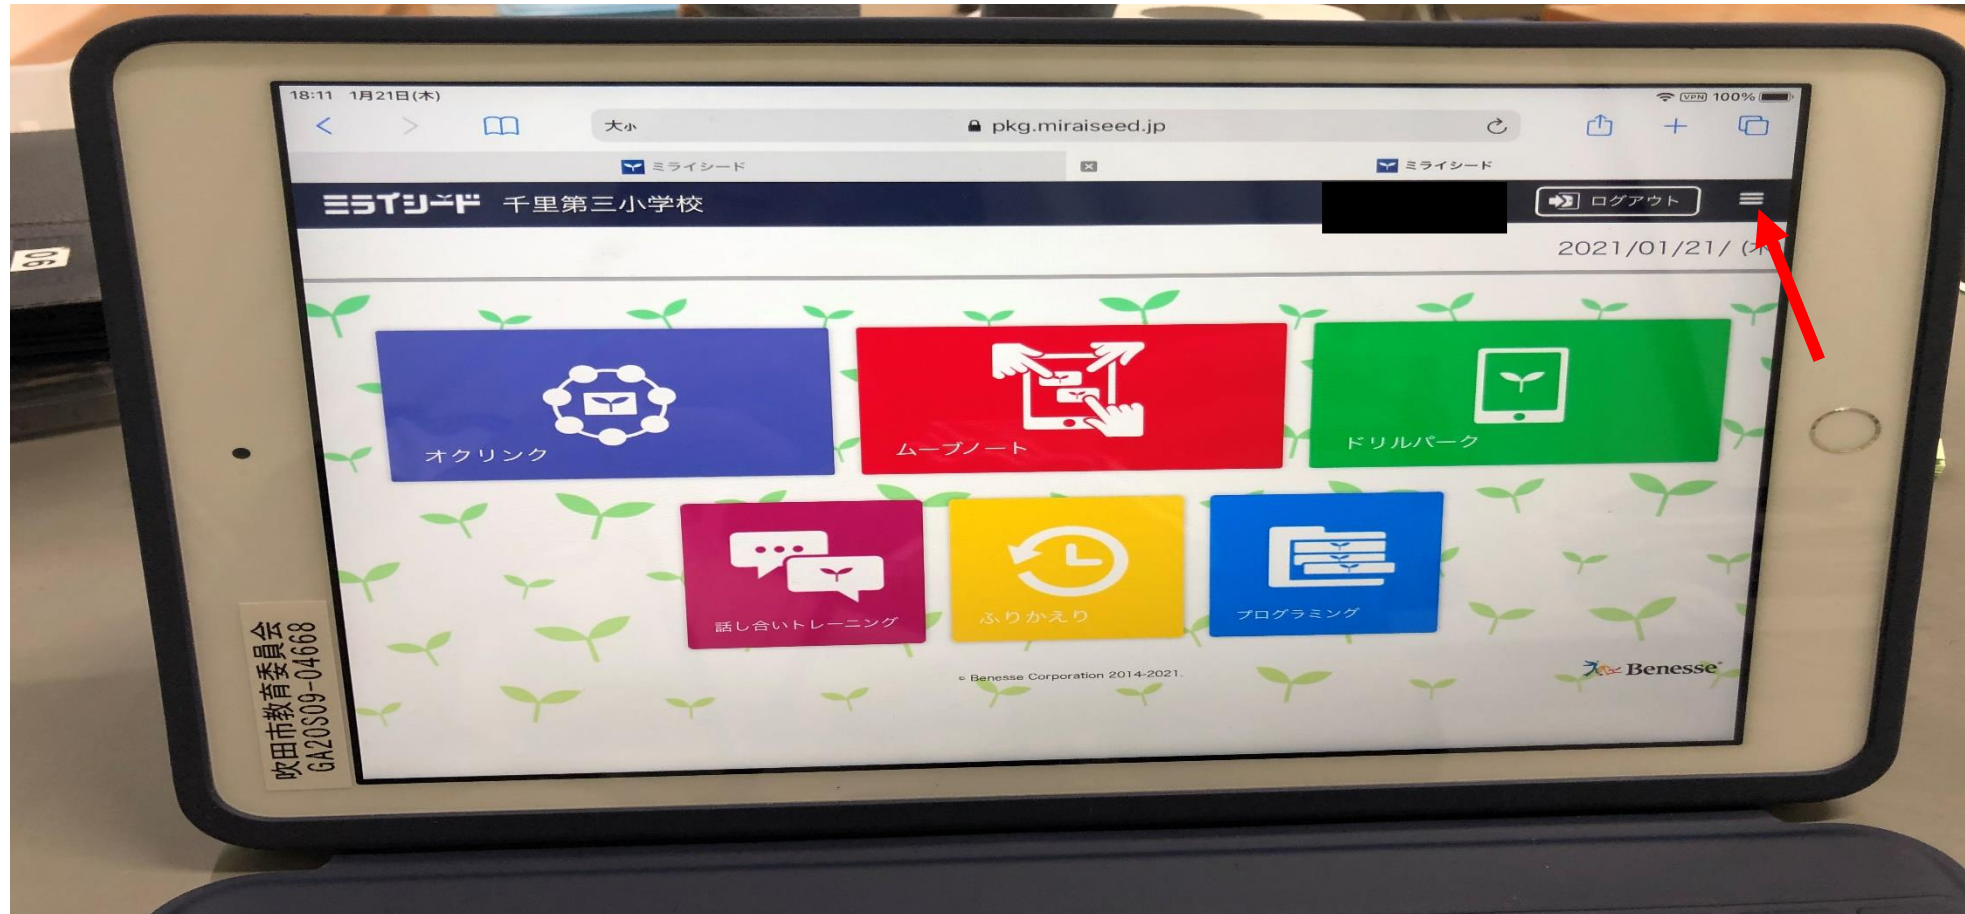 18:11 1月21日(木)
VPN 100%
大小
pkg.miraiseed.jp
ミライシード
ミライシード
ミライシード 千里第三小学校
ログアウト
2021/01/21/ (木
オクリンク
ムーブノート
ドリルパーク
話し合いトレーニング
ふりかえり
プログラミング
© Benesse Corporation 2014-2021.
Benesse
吹田市教育委員会
GA20S09-04668
90